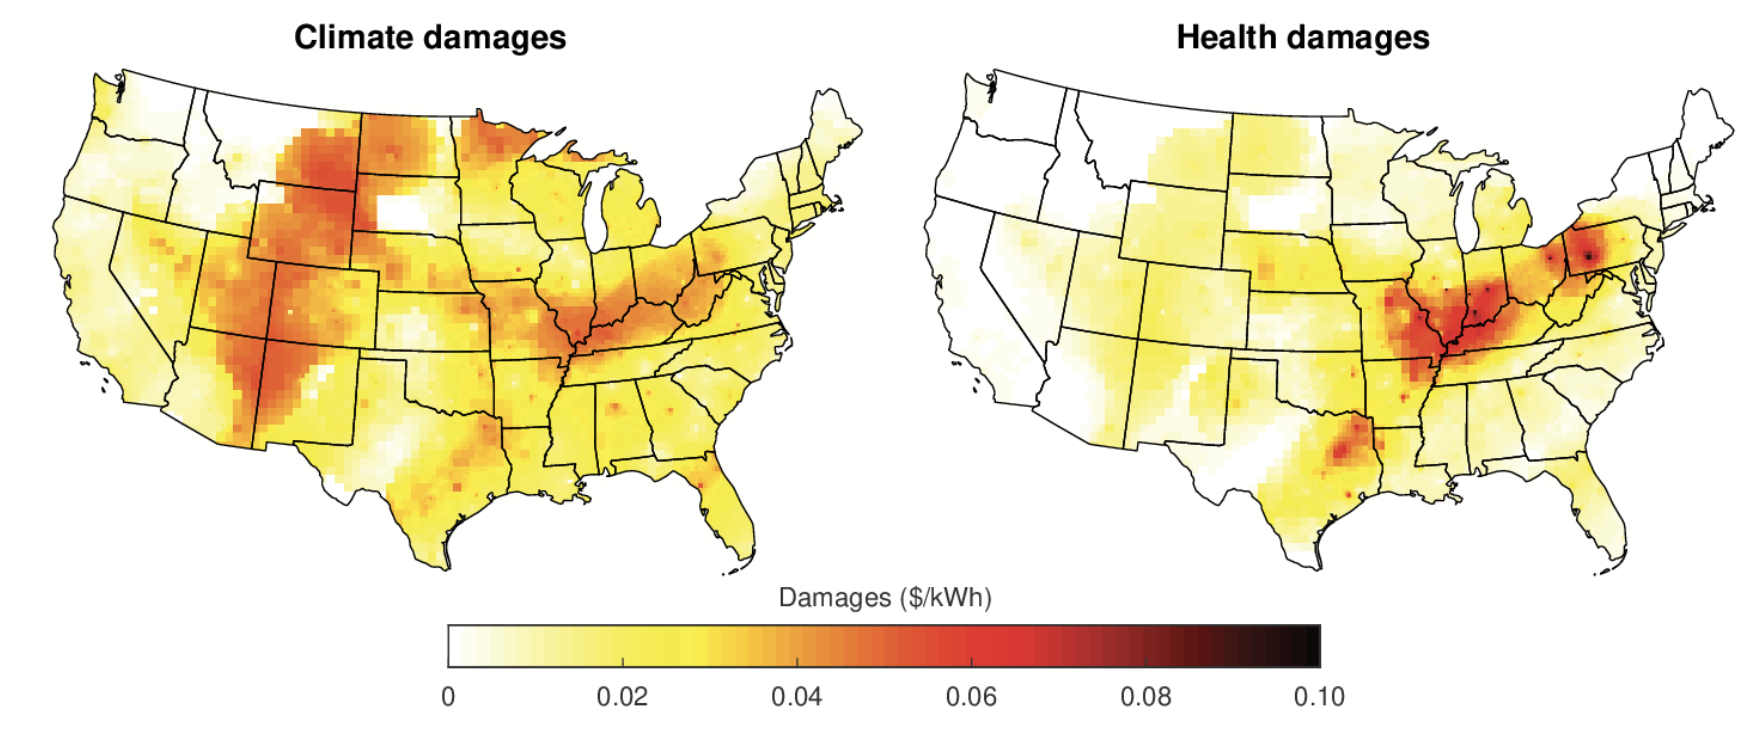 Climate damages
Health damages
Damages ($/kWh)
0 0.02 0.04 0.06 0.08 0.10